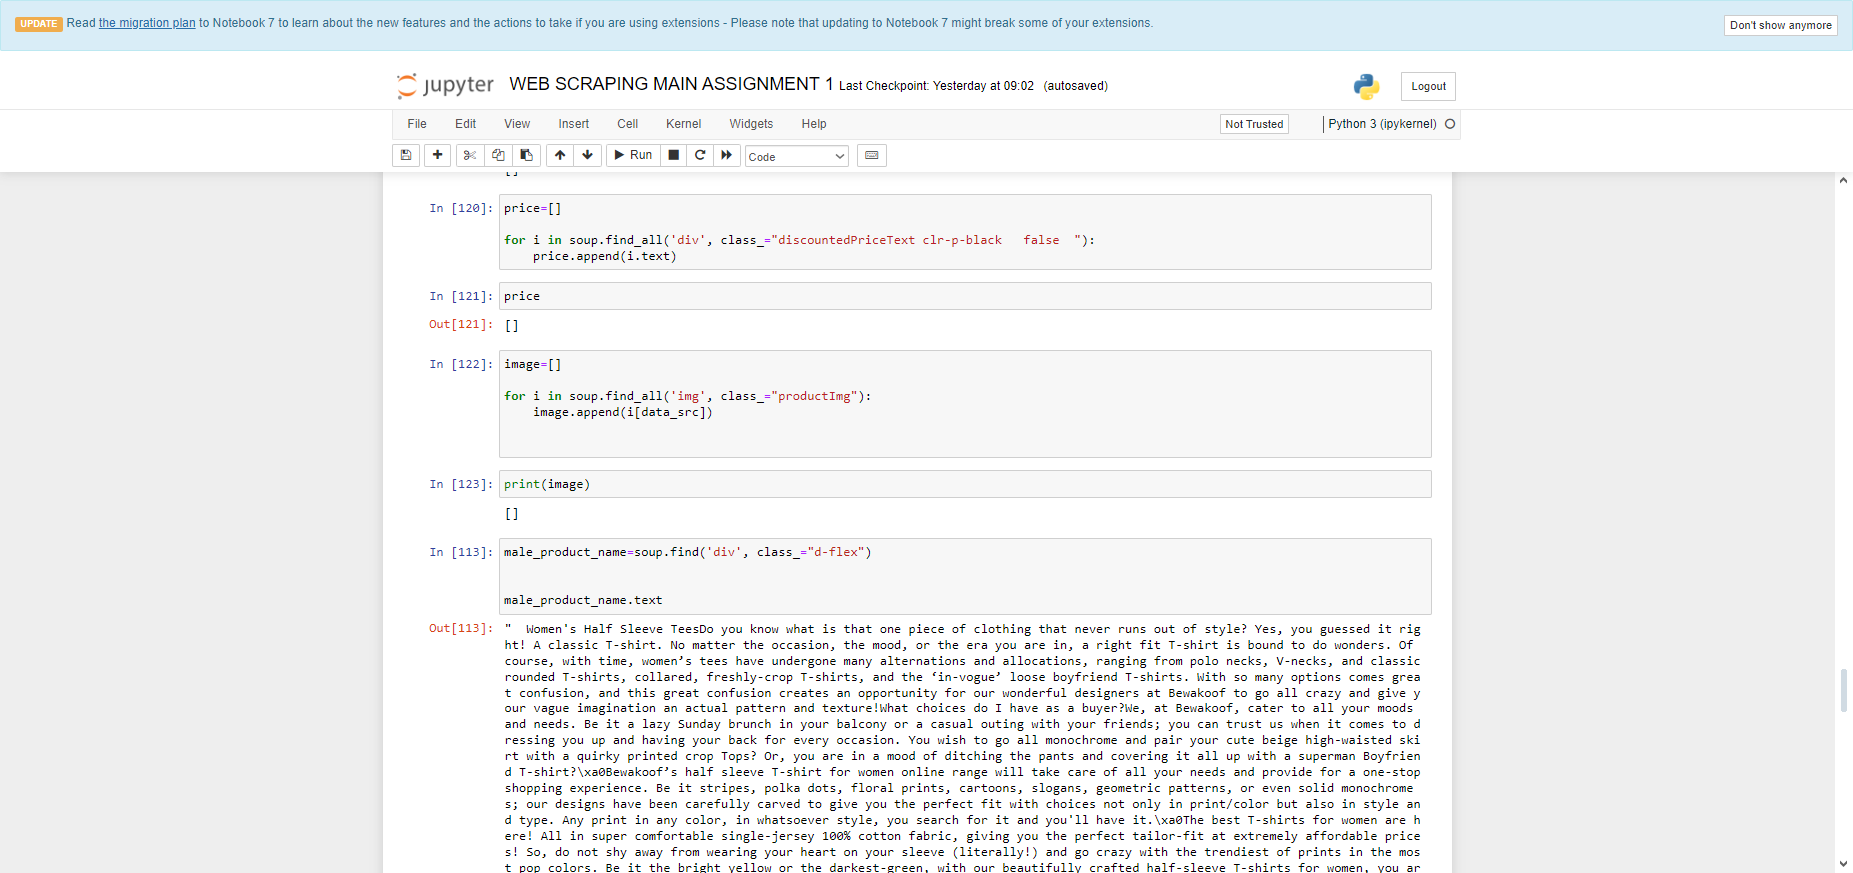 UPDATE Read the migration plan to Notebook 7 to learn about the new features and the actions to take if you are using extensions - Please note that updating to Notebook 7 might break some of your extensions.
Don't show anymore
jupyter WEB SCRAPING MAIN ASSIGNMENT 1 Last Checkpoint: Yesterday at 09:02 (autosaved)
Logout
File Edit View Insert Cell Kernel Widgets Help
Not Trusted
Python 3 (ipykernel)
Run
Code
[]
In [120]: price=[]
for i in soup.find_all('div', class_="discountedPriceText clr-p-black   false  "):
    price.append(i.text)
In [121]: price
Out[121]: []
In [122]: image=[]
for i in soup.find_all('img', class_="productImg"):
    image.append(i[data_src])
In [123]: print(image)
[]
In [113]: male_product_name=soup.find('div', class_="d-flex")
male_product_name.text
Out[113]: "  Women's Half Sleeve TeesDo you know what is that one piece of clothing that never runs out of style? Yes, you guessed it rig
ht! A classic T-shirt. No matter the occasion, the mood, or the era you are in, a right fit T-shirt is bound to do wonders. Of
course, with time, women’s tees have undergone many alternations and allocations, ranging from polo necks, V-necks, and classic
rounded T-shirts, collared, freshly-crop T-shirts, and the ‘in-vogue’ loose boyfriend T-shirts. With so many options comes grea
t confusion, and this great confusion creates an opportunity for our wonderful designers at Bewakoof to go all crazy and give y
our vague imagination an actual pattern and texture!What choices do I have as a buyer?We, at Bewakoof, cater to all your moods
and needs. Be it a lazy Sunday brunch in your balcony or a casual outing with your friends; you can trust us when it comes to d
ressing you up and having your back for every occasion. You wish to go all monochrome and pair your cute beige high-waisted ski
rt with a quirky printed crop Tops? Or, you are in a mood of ditching the pants and covering it all up with a superman Boyfrien
d T-shirt?\xa0Bewakoof’s half sleeve T-shirt for women online range will take care of all your needs and provide for a one-stop
shopping experience. Be it stripes, polka dots, floral prints, cartoons, slogans, geometric patterns, or even solid monochrome
s; our designs have been carefully carved to give you the perfect fit with choices not only in print/color but also in style an
d type. Any print in any color, in whatsoever style, you search for it and you'll have it.\xa0The best T-shirts for women are h
ere! All in super comfortable single-jersey 100% cotton fabric, giving you the perfect tailor-fit at extremely affordable price
s! So, do not shy away from wearing your heart on your sleeve (literally!) and go crazy with the trendiest of prints in the mos
t pop colors. Be it the bright yellow or the darkest-green, with our beautifully crafted half-sleeve T-shirts for women, you ar